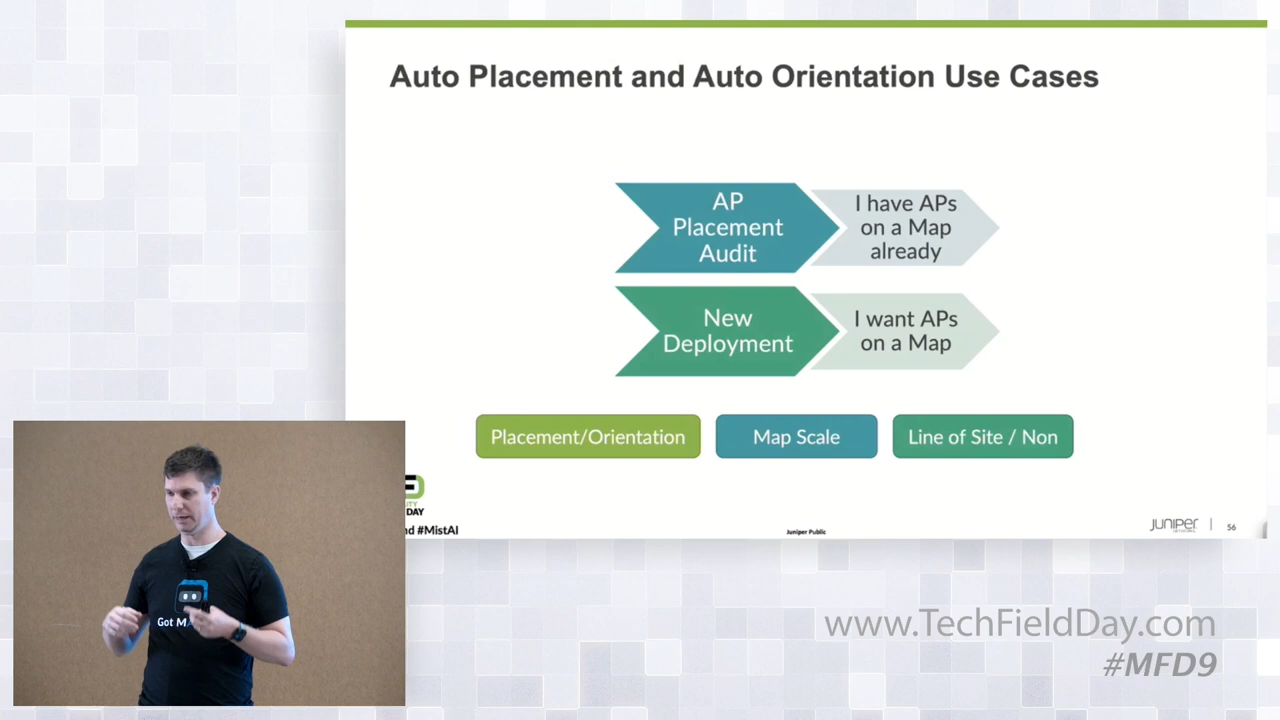 Auto Placement and Auto Orientation Use Cases
AP
Placement
Audit
I have APs
on a Map
already
New
Deployment
I want APs
on a Map
Placement/Orientation
Map Scale
Line of Site / Non
DAY
#MistAI
Juniper Public
JUNIPER
56
Got
www.TechFieldDay.com
#MFD9